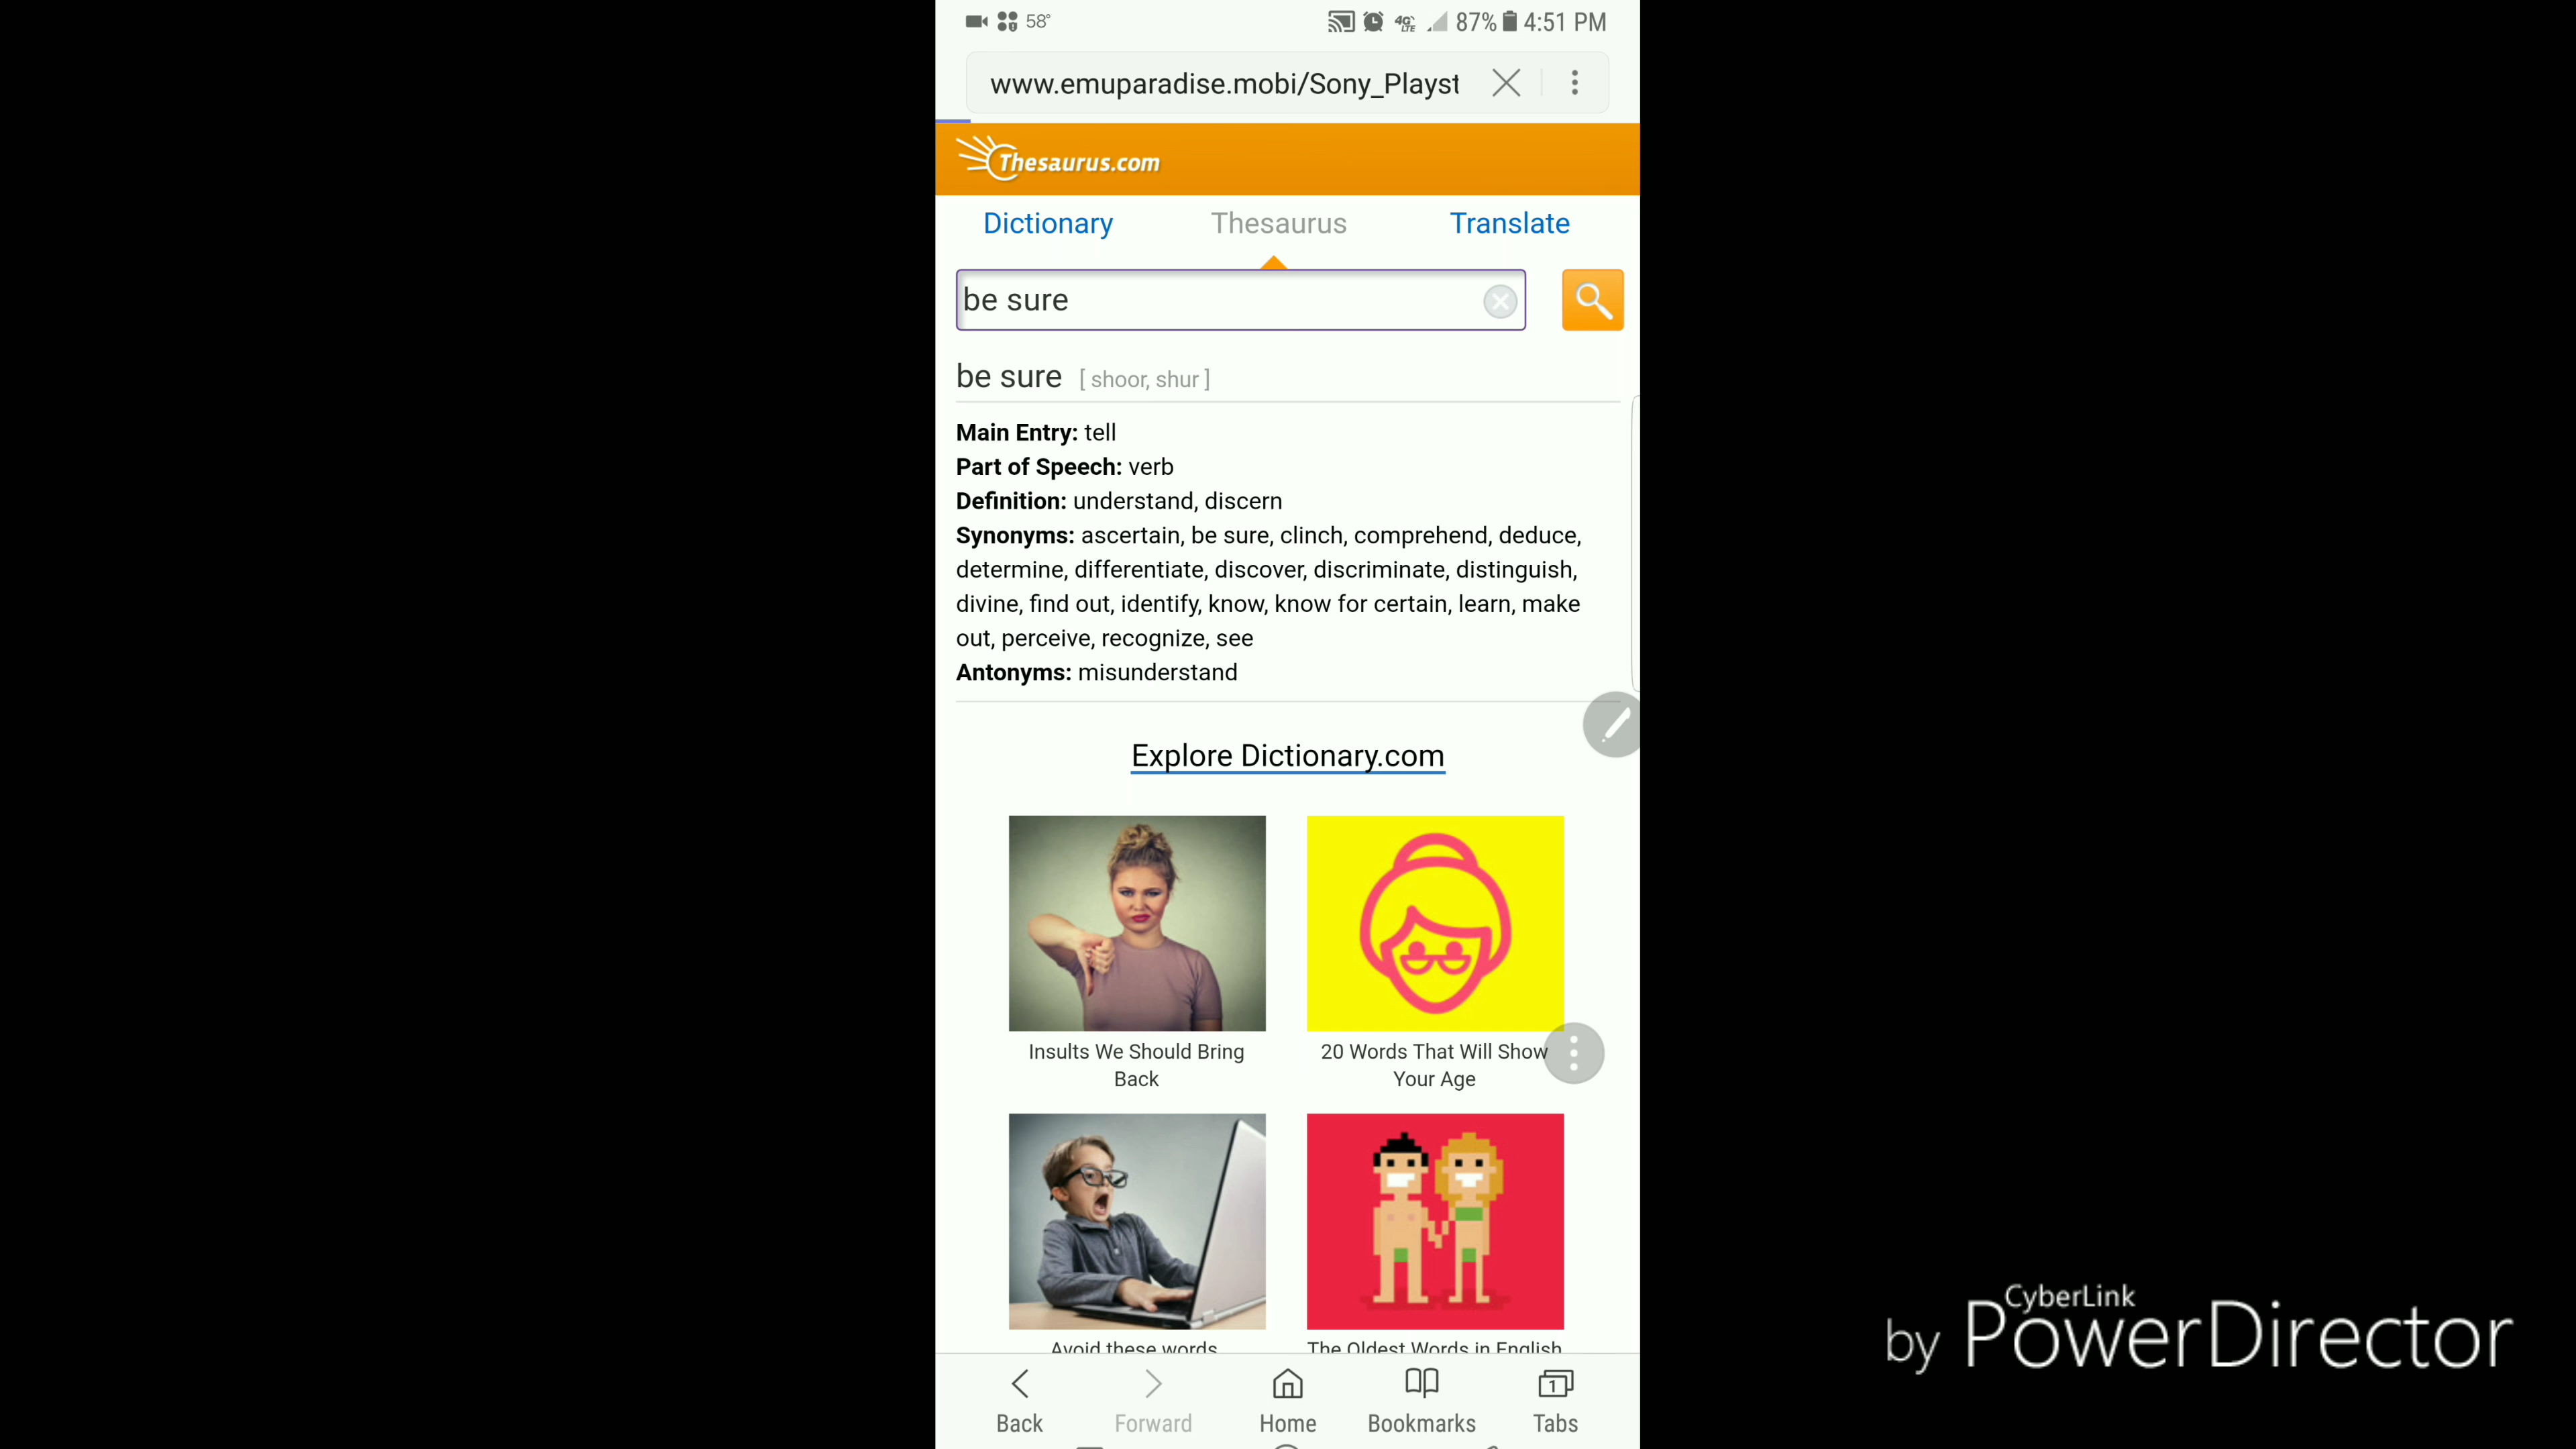 58°
4G LTE 87% 4:51 PM
www.emuparadise.mobi/Sony_Playst
Thesaurus.com
Dictionary Thesaurus Translate
be sure
be sure [ shoor, shur ]
Main Entry: tell
Part of Speech: verb
Definition: understand, discern
Synonyms: ascertain, be sure, clinch, comprehend, deduce,
determine, differentiate, discover, discriminate, distinguish,
divine, find out, identify, know, know for certain, learn, make
out, perceive, recognize, see
Antonyms: misunderstand
Explore Dictionary.com
Insults We Should Bring
Back
20 Words That Will Show
Your Age
Avoid these words
The Oldest Words in English
Back Forward Home Bookmarks 1 Tabs
by CyberLink PowerDirector